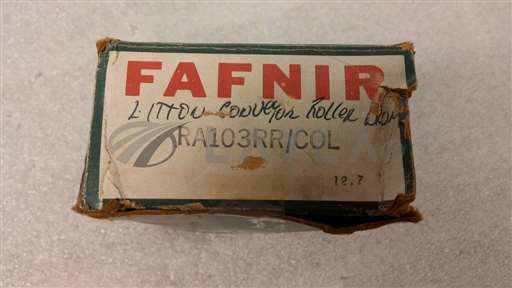 FAFNIR
LITTON Conveyor Roller
RA103RR/COL
12.7